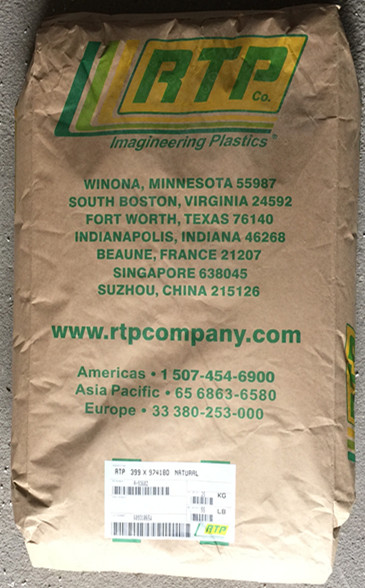 RTP
Co.
Imagineering Plastics®
WINONA, MINNESOTA 55987
SOUTH BOSTON, VIRGINIA 24592
FORT WORTH, TEXAS 76140
INDIANAPOLIS, INDIANA 46268
BEAUNE, FRANCE 21207
SINGAPORE 638045
SUZHOU, CHINA 215126
www.rtpcompany.com
Americas • 1 507-454-6900
Asia Pacific • 65 6863-6580
Europe • 33 380-253-000
RTP 399 X 97418D NATURAL
KG
LB
RTP
RTP